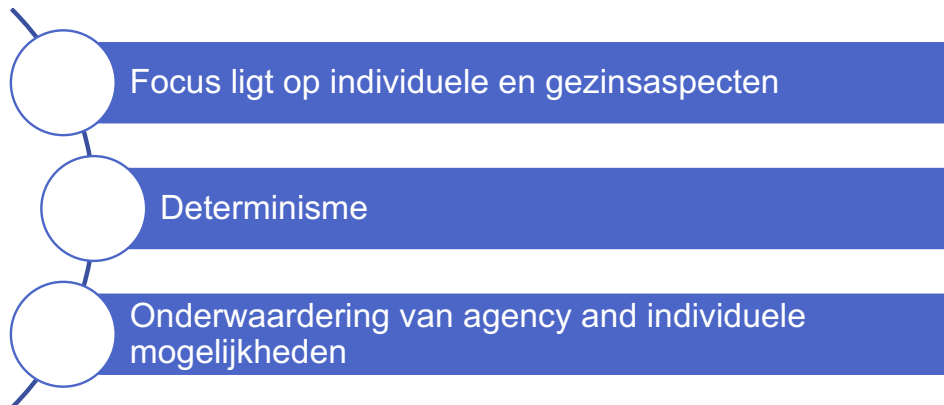 Focus ligt op individuele en gezinsaspecten
Determinisme
Onderwaardering van agency and individuele
mogelijkheden